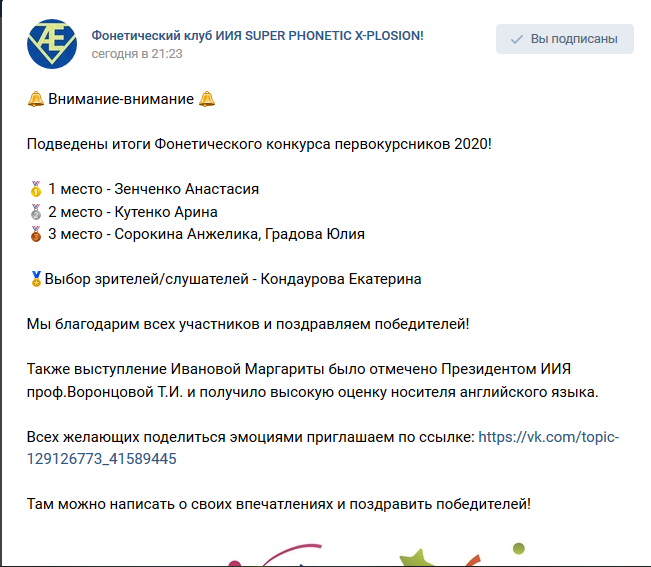 Фонетический клуб ИИЯ SUPER PHONETIC X-PLOSION!
сегодня в 21:23
Вы подписаны
🔔 Внимание-внимание 🔔
Подведены итоги Фонетического конкурса первокурсников 2020!
🥇 1 место - Зенченко Анастасия
🥈 2 место - Кутенко Арина
🥉 3 место - Сорокина Анжелика, Градова Юлия
🏅Выбор зрителей/слушателей - Кондаурова Екатерина
Мы благодарим всех участников и поздравляем победителей!
Также выступление Ивановой Маргариты было отмечено Президентом ИИЯ
проф.Воронцовой Т.И. и получило высокую оценку носителя английского языка.
Всех желающих поделиться эмоциями приглашаем по ссылке: https://vk.com/topic-
129126773_41589445
Там можно написать о своих впечатлениях и поздравить победителей!